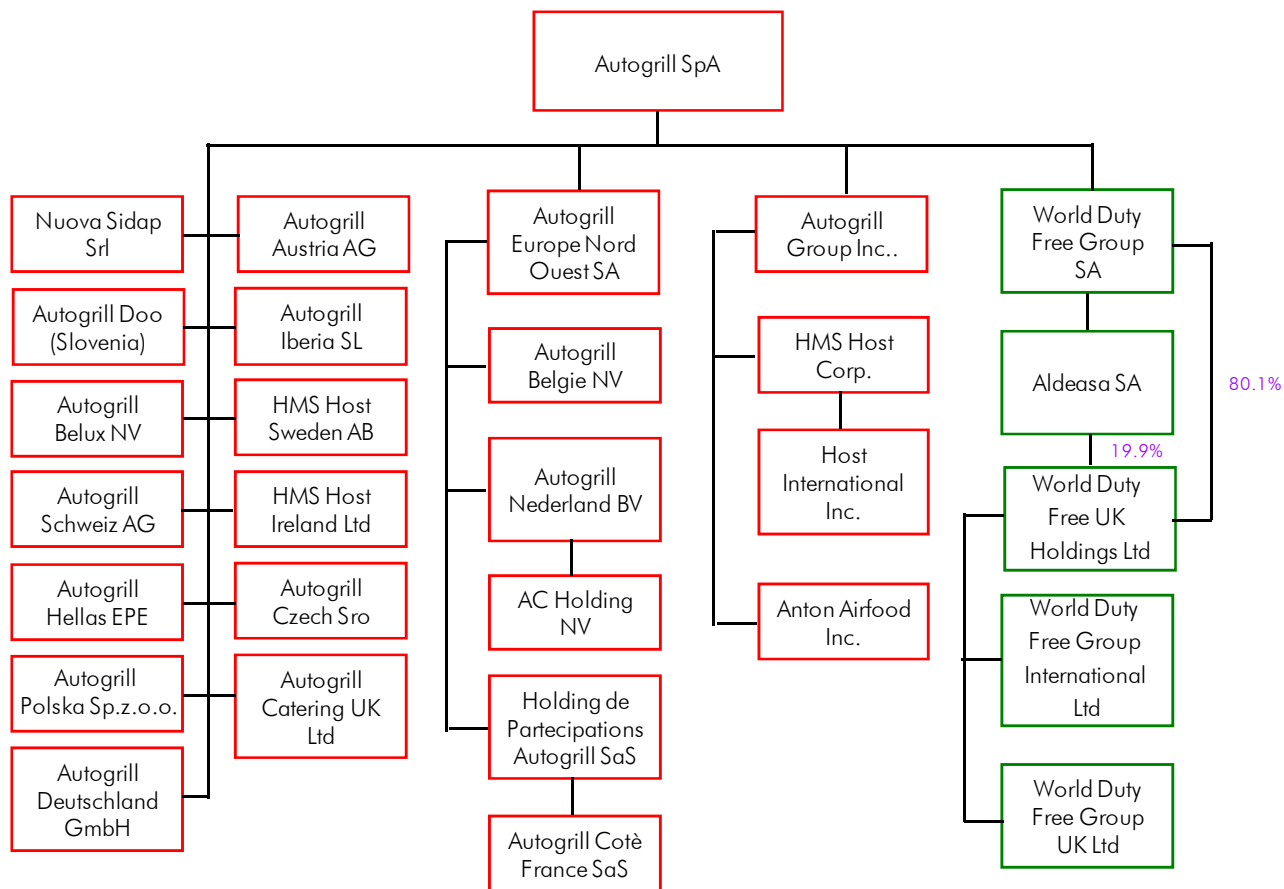 Autogrill SpA
Nuova Sidap
Srl
Autogrill
Austria AG
Autogrill Doo
(Slovenia)
Autogrill
Iberia SL
Autogrill
Belux NV
HMS Host
Sweden AB
Autogrill
Schweiz AG
HMS Host
Ireland Ltd
Autogrill
Hellas EPE
Autogrill
Czech Sro
Autogrill
Polska Sp.z.o.o.
Autogrill
Catering UK
Ltd
Autogrill
Deutschland
GmbH
Autogrill
Europe Nord
Ouest SA
Autogrill
Belgie NV
Autogrill
Nederland BV
AC Holding
NV
Holding de
Partecipations
Autogrill SaS
Autogrill Cotè
France SaS
Autogrill
Group Inc..
HMS Host
Corp.
Host
International
Inc.
Anton Airfood
Inc.
World Duty
Free Group
SA
Aldeasa SA
80.1%
19.9%
World Duty
Free UK
Holdings Ltd
World Duty
Free Group
International
Ltd
World Duty
Free Group
UK Ltd